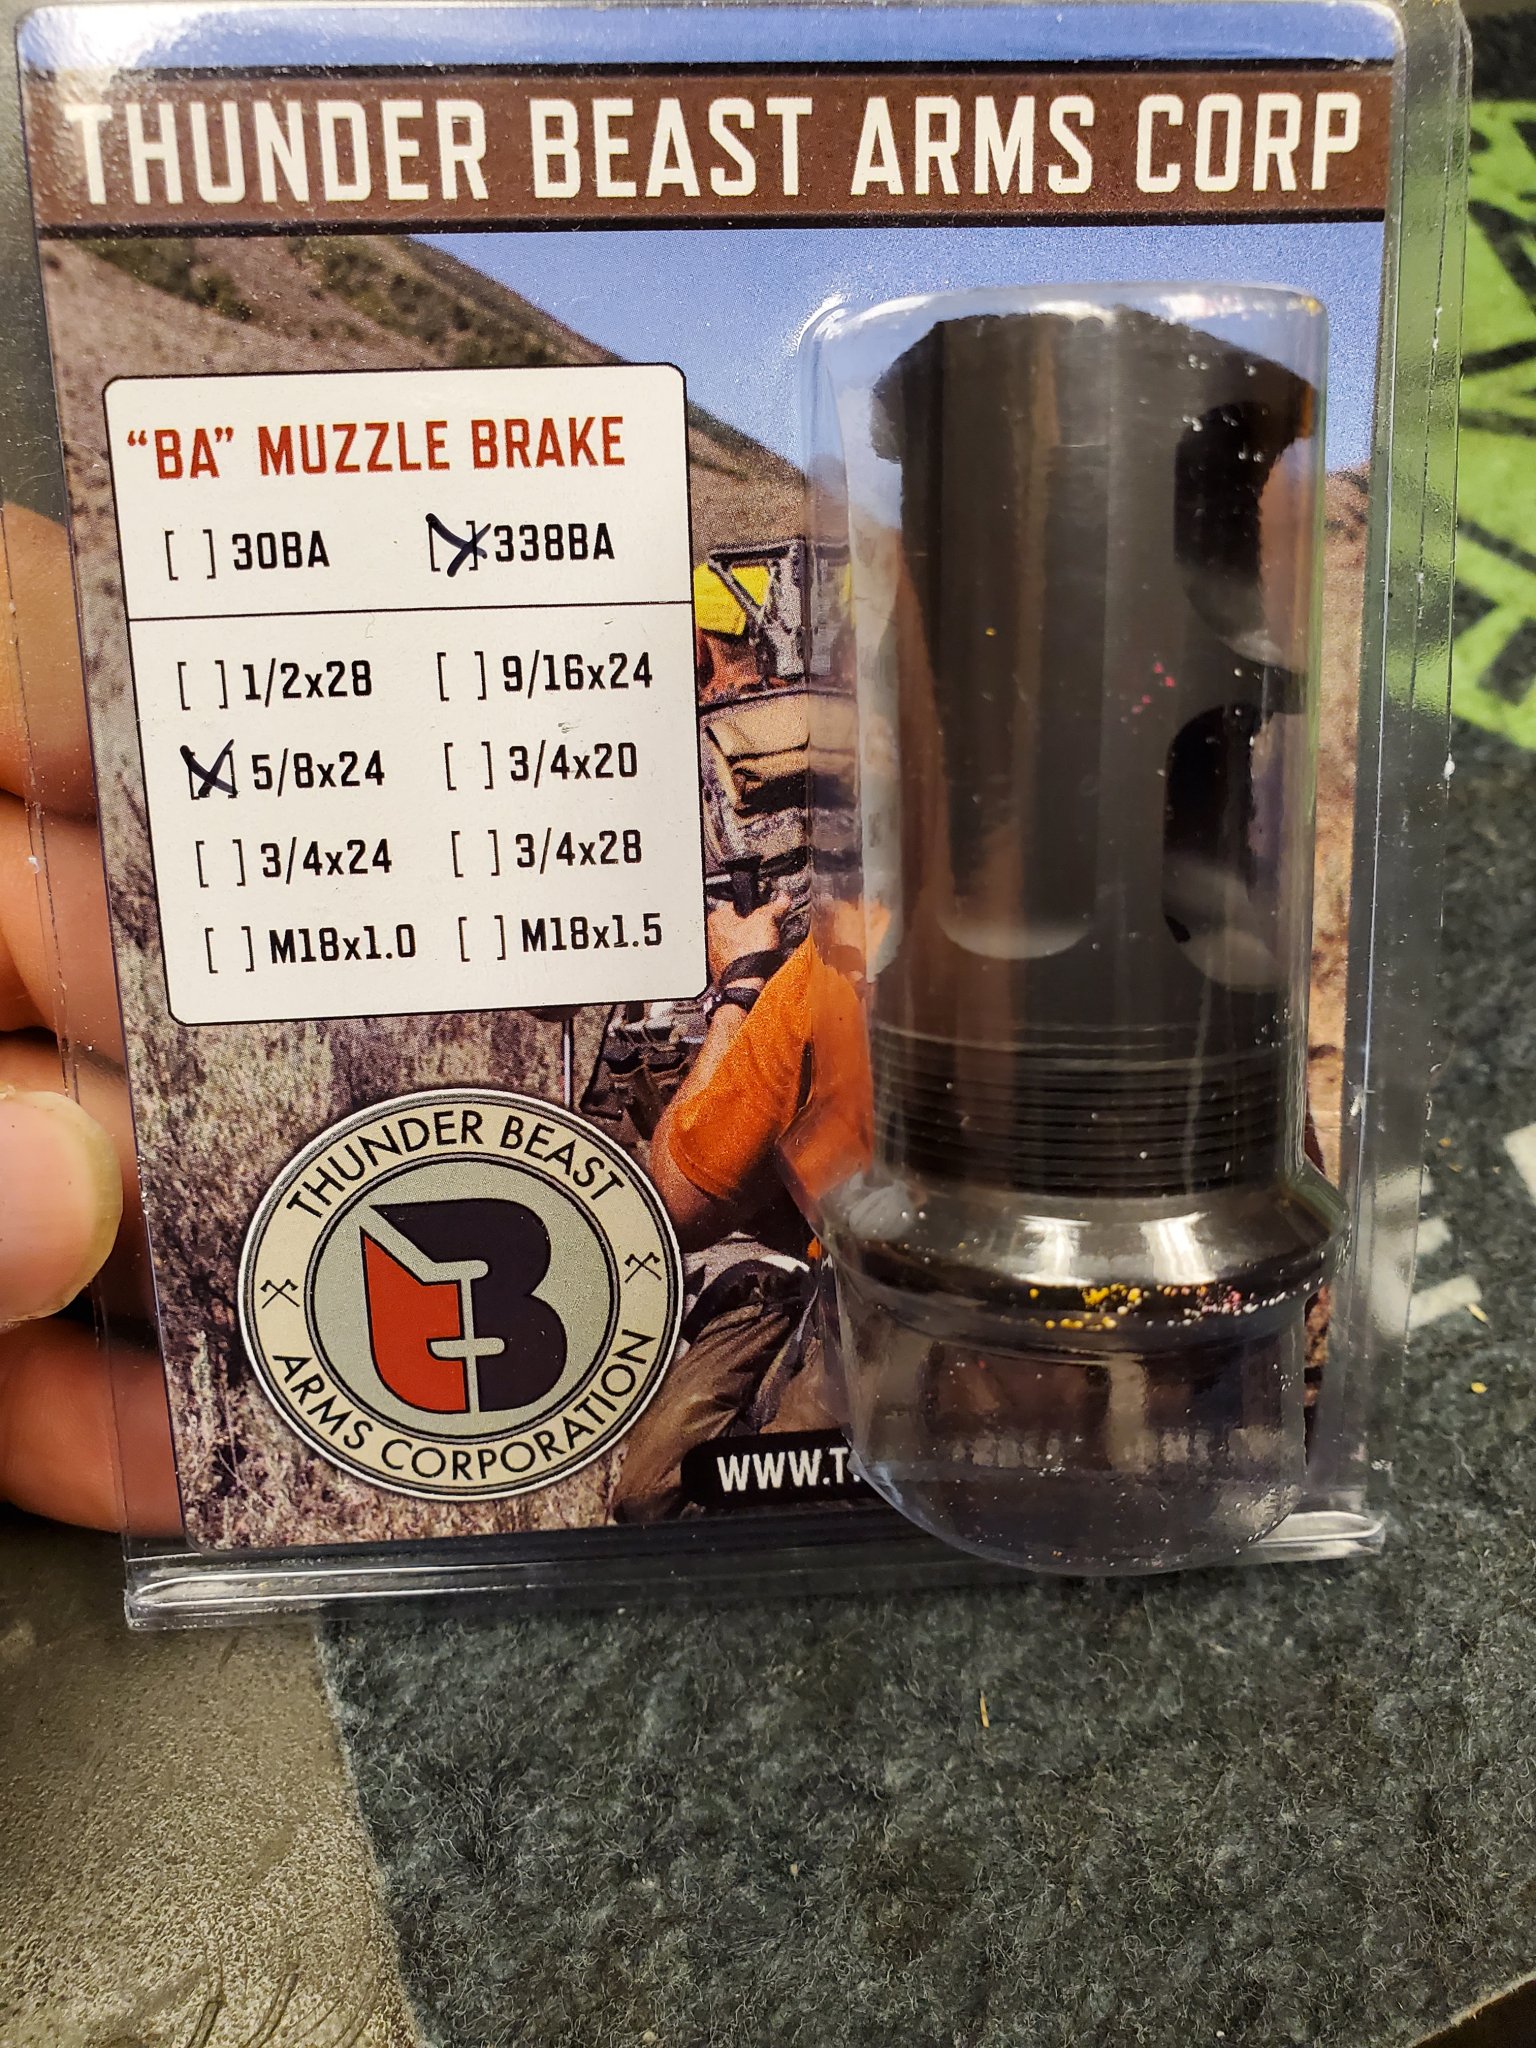 THUNDER BEAST ARMS CORP
"BA" MUZZLE BRAKE
[ ] 30BA [X] 338BA
[ ] 1/2x28 [ ] 9/16x24
[X] 5/8x24 [ ] 3/4x20
[ ] 3/4x24 [ ] 3/4x28
[ ] M18x1.0 [ ] M18x1.5
THUNDER BEAST
ARMS CORPORATION
WWW.T